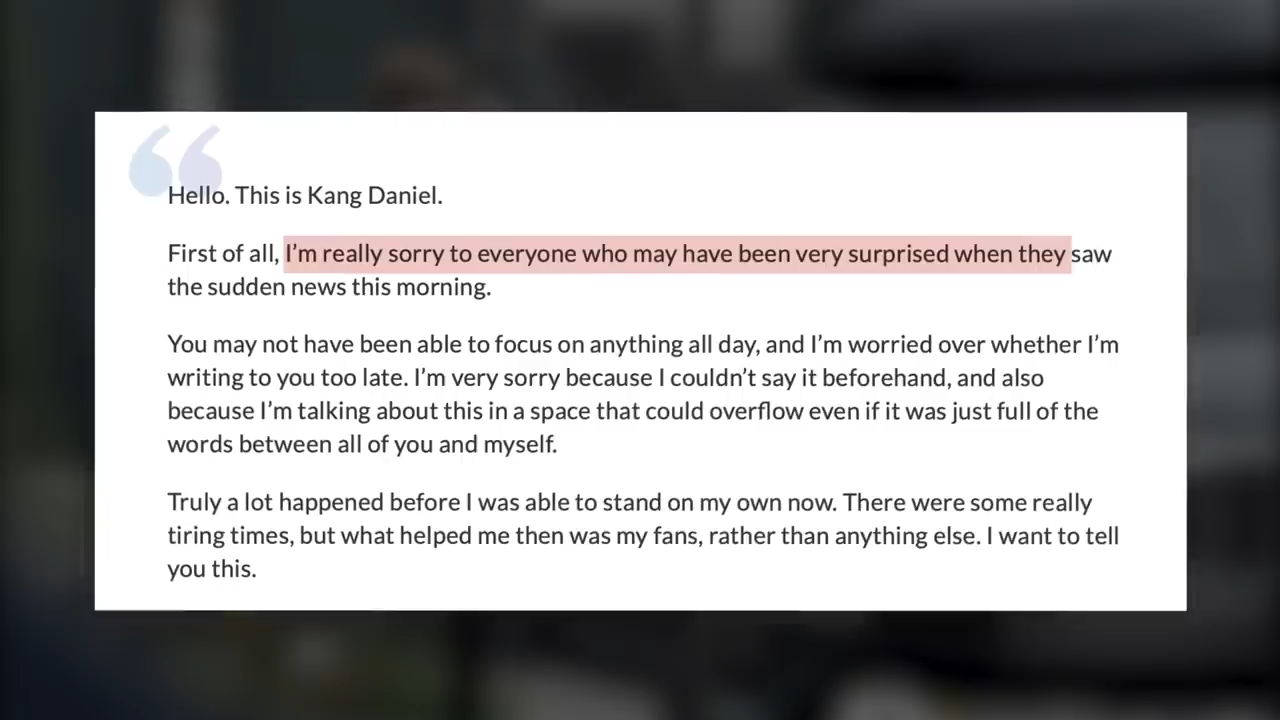 Hello. This is Kang Daniel.
First of all, I’m really sorry to everyone who may have been very surprised when they saw
the sudden news this morning.
You may not have been able to focus on anything all day, and I’m worried over whether I’m
writing to you too late. I’m very sorry because I couldn’t say it beforehand, and also
because I’m talking about this in a space that could overflow even if it was just full of the
words between all of you and myself.
Truly a lot happened before I was able to stand on my own now. There were some really
tiring times, but what helped me then was my fans, rather than anything else. I want to tell
you this.